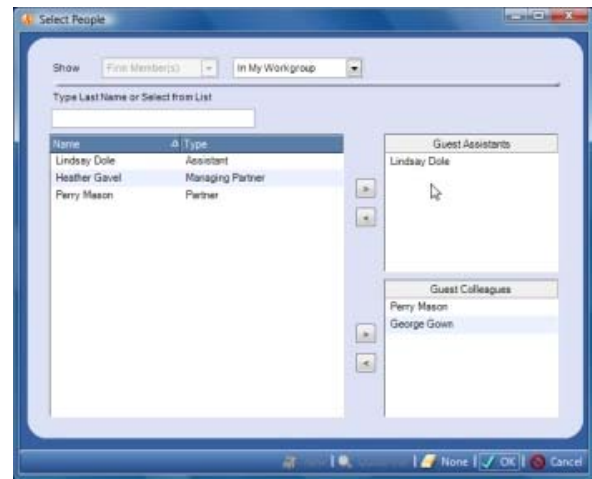 Select People
Show Firm Member(s) In My Workgroup
Type Last Name or Select from List
Name Type
Lindsay Dole Assistant
Heather Gavel Managing Partner
Perry Mason Partner
Guest Assistants
Lindsay Dole
Guest Colleagues
Perry Mason
George Gown
None OK Cancel